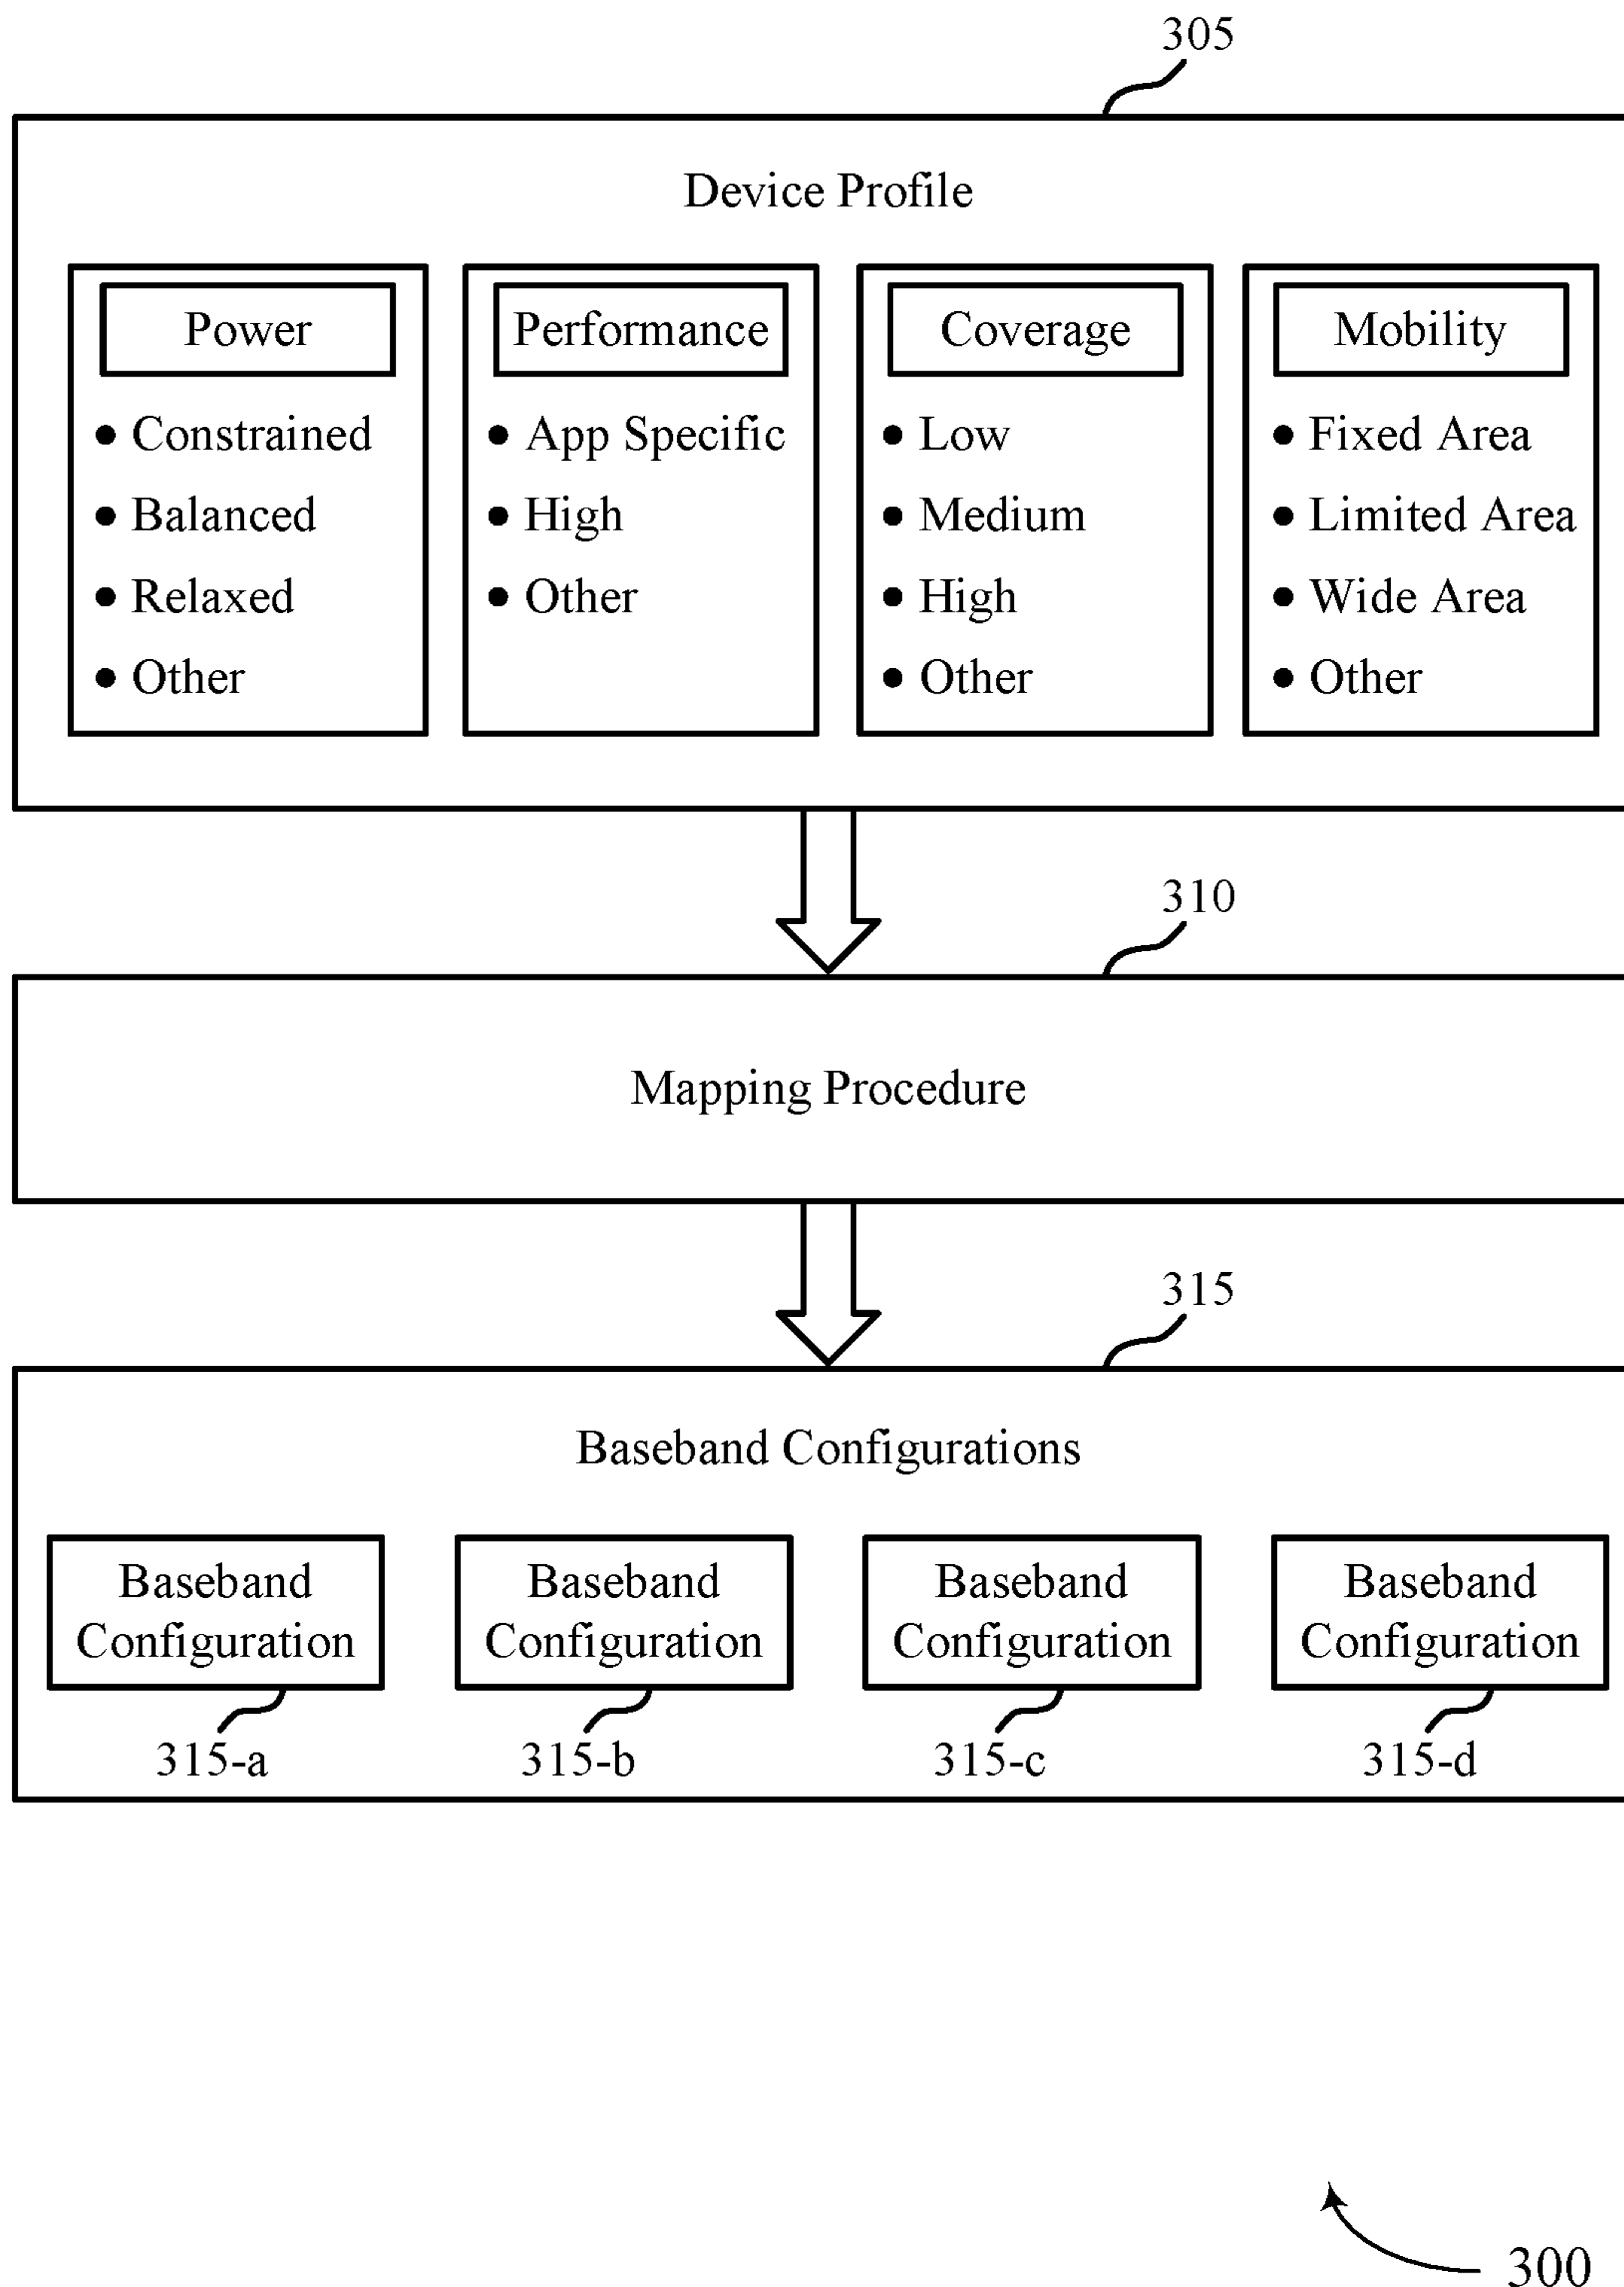 305
Device Profile
Power
Performance
Coverage
Mobility
• Constrained
• Balanced
• Relaxed
• Other
• App Specific
• High
• Other
• Low
• Medium
• High
• Other
• Fixed Area
• Limited Area
• Wide Area
• Other
310
Mapping Procedure
315
Baseband Configurations
Baseband
Configuration
315-a
Baseband
Configuration
315-b
Baseband
Configuration
315-c
Baseband
Configuration
315-d
300